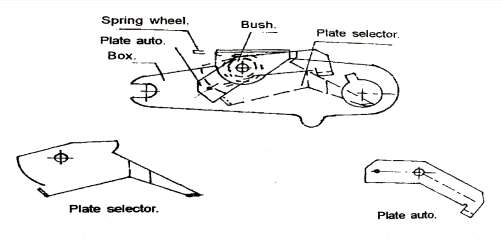 Spring wheel.
Bush.
Plate auto.
Plate selector.
Box.
Plate selector.
Plate auto.